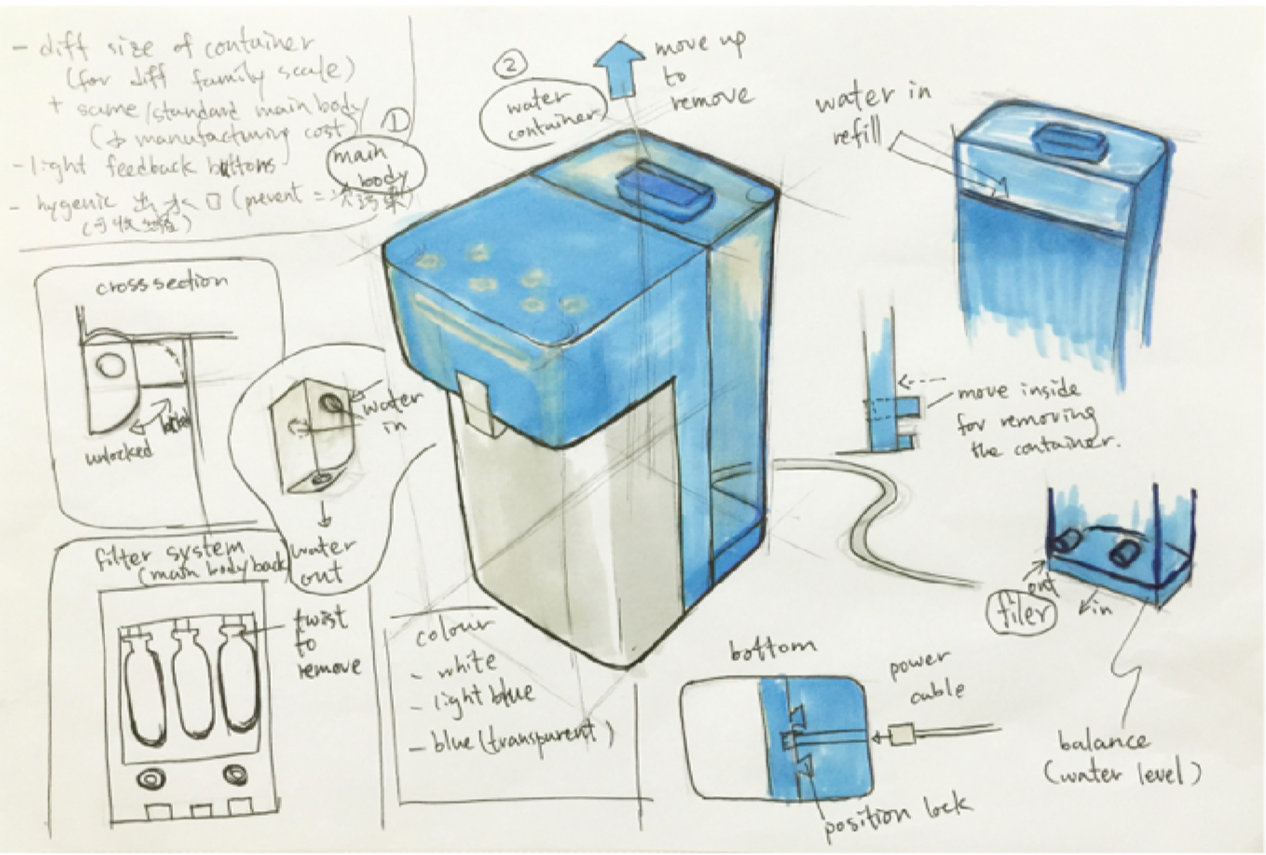 - diff size of container
(for diff family scale)
+ same/standard main body
(↓ manufacturing cost)
①
main body
- light feedback buttons
- hygenic 出水口 (prevent = 次污染)
②
water
container
move up
to
remove
water in
refill
cross section
unlocked
locked
water
in
water
out
move inside
for removing
the container.
filter system
(main body back)
twist
to
remove
colour
- white
- light blue
- blue (transparent)
bottom
power
cable
position lock
out
in
filer
balance
(water level)